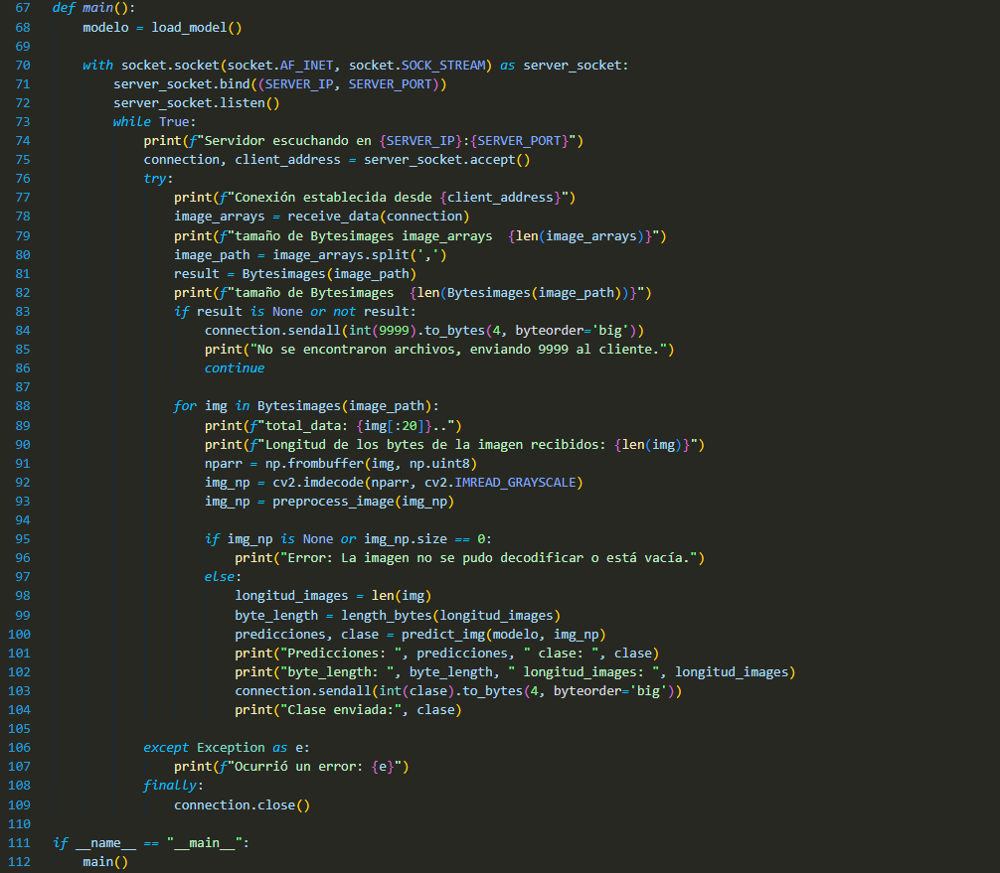 67 def main():
68     modelo = load_model()
69
70     with socket.socket(socket.AF_INET, socket.SOCK_STREAM) as server_socket:
71         server_socket.bind((SERVER_IP, SERVER_PORT))
72         server_socket.listen()
73         while True:
74             print(f"Servidor escuchando en {SERVER_IP}:{SERVER_PORT}")
75             connection, client_address = server_socket.accept()
76             try:
77                 print(f"Conexión establecida desde {client_address}")
78                 image_arrays = receive_data(connection)
79                 print(f"tamaño de Bytesimages image_arrays  {len(image_arrays)}")
80                 image_path = image_arrays.split(',')
81                 result = Bytesimages(image_path)
82                 print(f"tamaño de Bytesimages  {len(Bytesimages(image_path))}")
83                 if result is None or not result:
84                     connection.sendall(int(9999).to_bytes(4, byteorder='big'))
85                     print("No se encontraron archivos, enviando 9999 al cliente.")
86                     continue
87
88                 for img in Bytesimages(image_path):
89                     print(f"total_data: {img[:20]}..")
90                     print(f"Longitud de los bytes de la imagen recibidos: {len(img)}")
91                     nparr = np.frombuffer(img, np.uint8)
92                     img_np = cv2.imdecode(nparr, cv2.IMREAD_GRAYSCALE)
93                     img_np = preprocess_image(img_np)
94
95                     if img_np is None or img_np.size == 0:
96                         print("Error: La imagen no se pudo decodificar o está vacía.")
97                     else:
98                         longitud_images = len(img)
99                         byte_length = length_bytes(longitud_images)
100                         predicciones, clase = predict_img(modelo, img_np)
101                         print("Predicciones: ", predicciones, " clase: ", clase)
102                         print("byte_length: ", byte_length, " longitud_images: ", longitud_images)
103                         connection.sendall(int(clase).to_bytes(4, byteorder='big'))
104                         print("Clase enviada:", clase)
105
106             except Exception as e:
107                 print(f"Ocurrió un error: {e}")
108             finally:
109                 connection.close()
110
111 if __name__ == "__main__":
112     main()